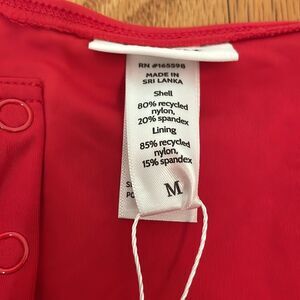 RN #165598
MADE IN
SRI LANKA
Shell
80% recycled
nylon,
20% spandex
Lining
85% recycled
nylon,
15% spandex
M